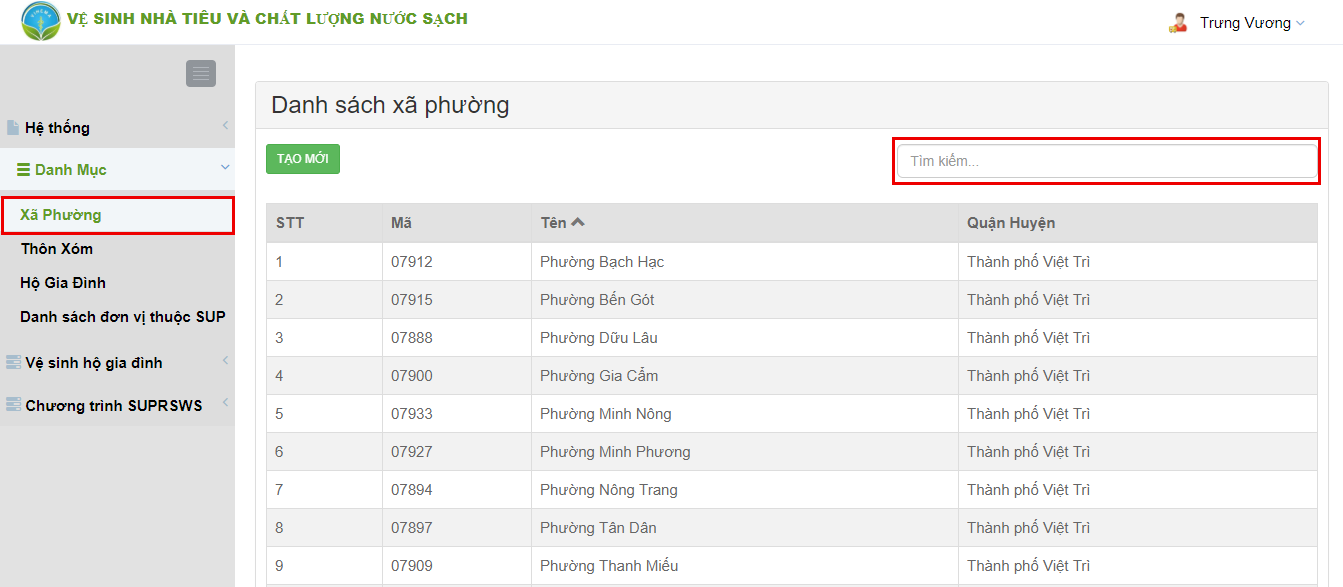 VỆ SINH NHÀ TIÊU VÀ CHẤT LƯỢNG NƯỚC SẠCH
Trưng Vương
Hệ thống
Danh Mục
Xã Phường
Thôn Xóm
Hộ Gia Đình
Danh sách đơn vị thuộc SUP
Vệ sinh hộ gia đình
Chương trình SUPRSWS
Danh sách xã phường
TẠO MỚI
Tìm kiếm...
STT Mã Tên Quận Huyện
1 07912 Phường Bạch Hạc Thành phố Việt Trì
2 07915 Phường Bến Gót Thành phố Việt Trì
3 07888 Phường Dữu Lâu Thành phố Việt Trì
4 07900 Phường Gia Cẩm Thành phố Việt Trì
5 07933 Phường Minh Nông Thành phố Việt Trì
6 07927 Phường Minh Phương Thành phố Việt Trì
7 07894 Phường Nông Trang Thành phố Việt Trì
8 07897 Phường Tân Dân Thành phố Việt Trì
9 07909 Phường Thanh Miếu Thành phố Việt Trì